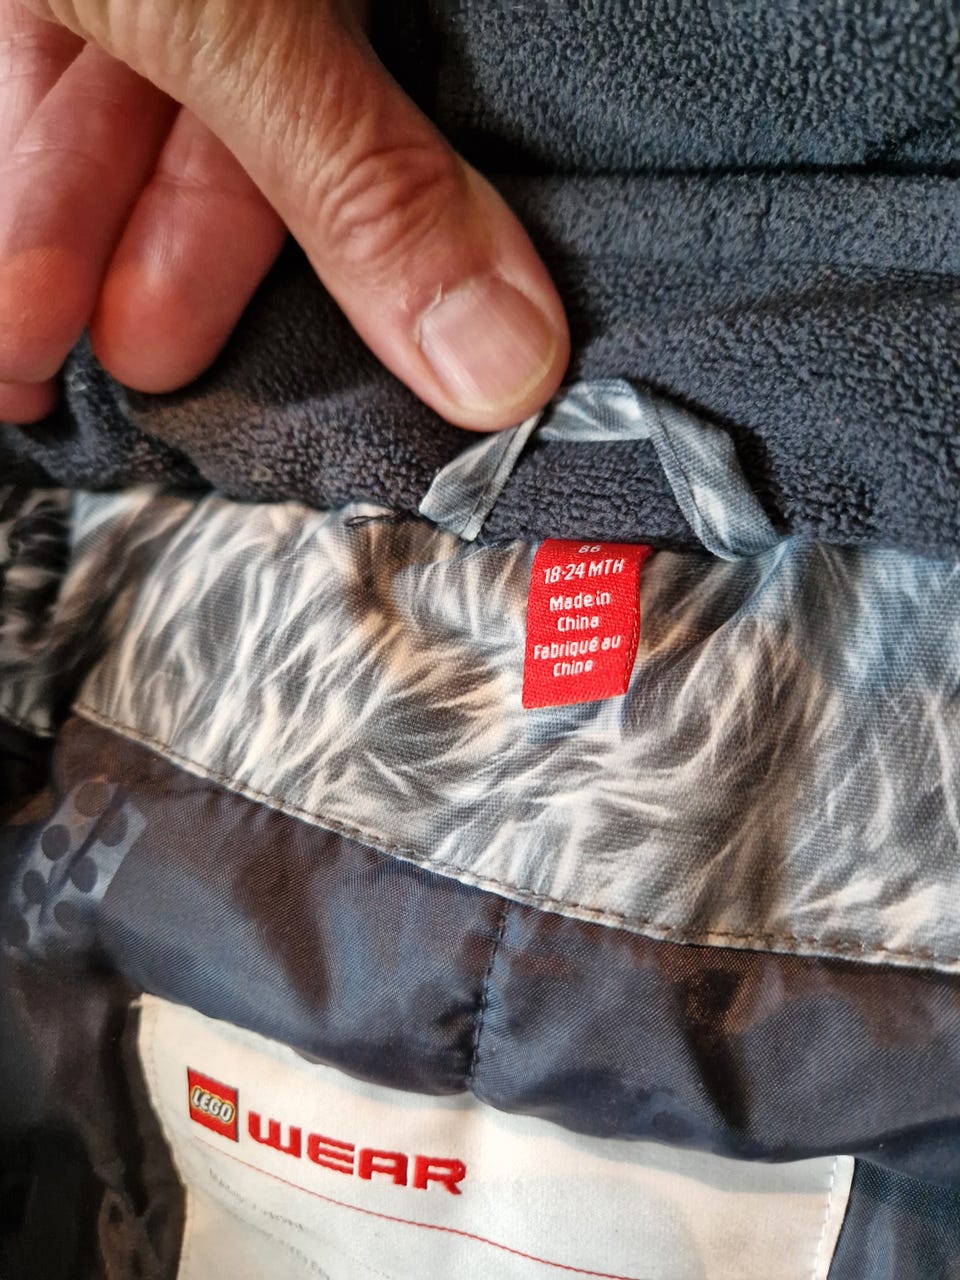 86
18-24 MTH
Made in
China
Fabriqué au
Chine
LEGO
WEAR